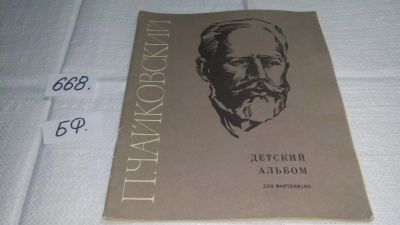 668.
БФ.
П. ЧАЙКОВСКИЙ
ДЕТСКИЙ
АЛЬБОМ
ДЛЯ ФОРТЕПИАНО